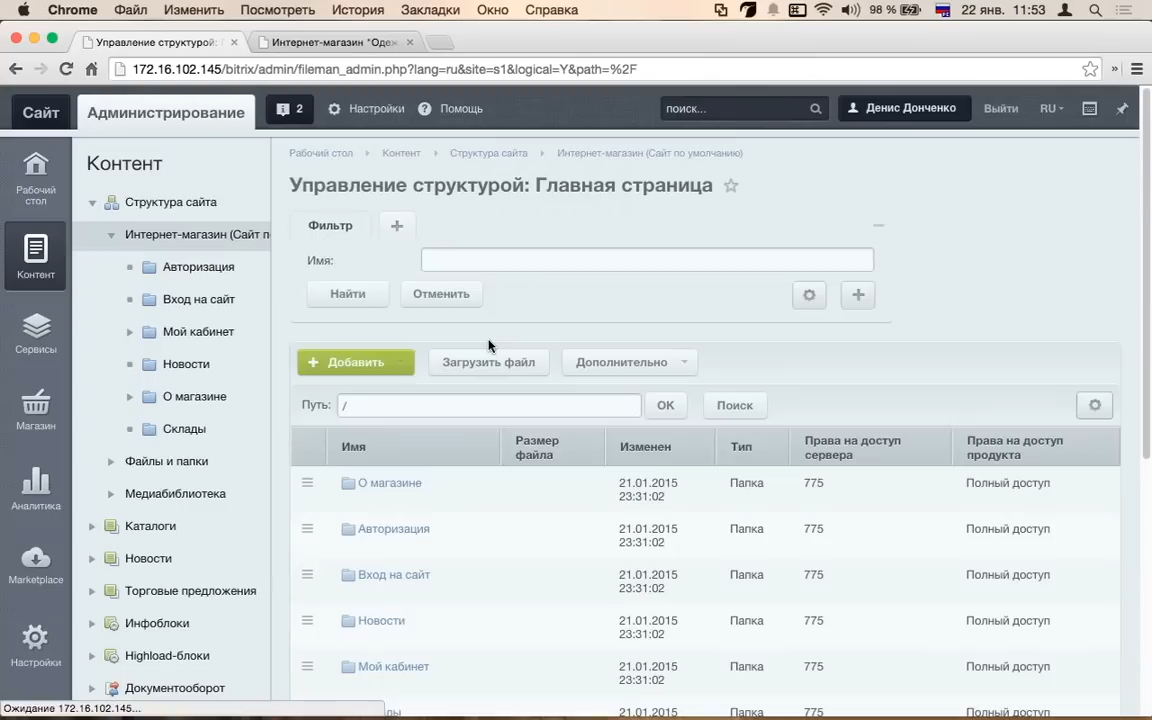 Chrome Файл Изменить Посмотреть История Закладки Окно Справка 98 % 22 янв. 11:53
Управление структурой: Интернет-магазин "Одеж
172.16.102.145/bitrix/admin/fileman_admin.php?lang=ru&site=s1&logical=Y&path=%2F »
Сайт Администрирование 2 Настройки Помощь поиск... Денис Донченко Выйти RU
Рабочий стол
Контент
Сервисы
Магазин
Аналитика
Marketplace
Настройки
Контент
Структура сайта
Интернет-магазин (Сайт п
Авторизация
Вход на сайт
Мой кабинет
Новости
О магазине
Склады
Файлы и папки
Медиабиблиотека
Каталоги
Новости
Торговые предложения
Инфоблоки
Highload-блоки
Документооборот
Ожидание 172.16.102.145...
Рабочий стол Контент Структура сайта Интернет-магазин (Сайт по умолчанию)
Управление структурой: Главная страница
Фильтр +
Имя:
Найти Отменить
+ Добавить Загрузить файл Дополнительно
Путь: / OK Поиск
Имя Размер файла Изменен Тип Права на доступ сервера Права на доступ продукта
О магазине 21.01.2015 23:31:02 Папка 775 Полный доступ
Авторизация 21.01.2015 23:31:02 Папка 775 Полный доступ
Вход на сайт 21.01.2015 23:31:02 Папка 775 Полный доступ
Новости 21.01.2015 23:31:02 Папка 775 Полный доступ
Мой кабинет 21.01.2015 23:31:02 Папка 775 Полный доступ
21.01.2015 Папка 775 Полный доступ